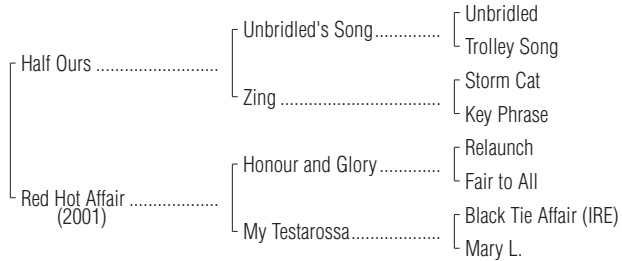 Unbridled
Unbridled's Song..............
Trolley Song
Half Ours ..........................
Storm Cat
Zing ..................................
Key Phrase
Relaunch
Honour and Glory.............
Fair to All
Red Hot Affair ...................
(2001)
Black Tie Affair (IRE)
My Testarossa...................
Mary L.